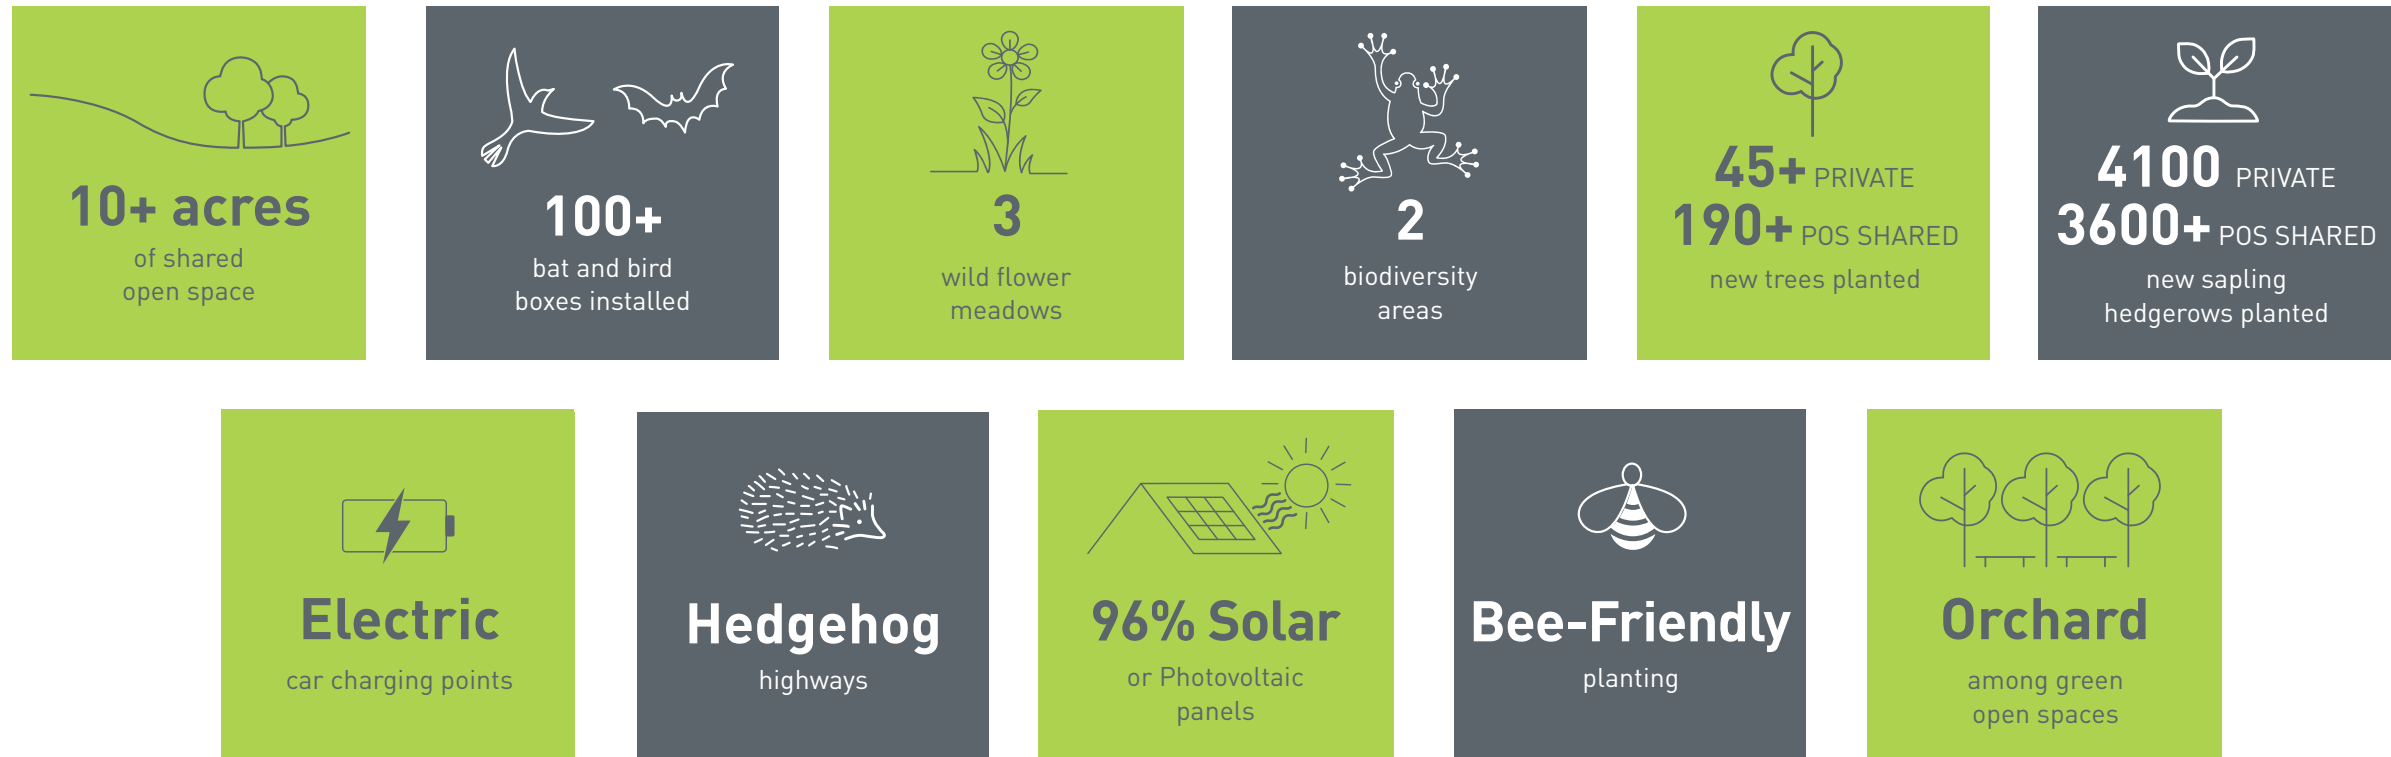 10+ acres
of shared
open space
100+
bat and bird
boxes installed
3
wild flower
meadows
2
biodiversity
areas
45+ PRIVATE
190+ POS SHARED
new trees planted
4100 PRIVATE
3600+ POS SHARED
new sapling
hedgerows planted
Electric
car charging points
Hedgehog
highways
96% Solar
or Photovoltaic
panels
Bee-Friendly
planting
Orchard
among green
open spaces